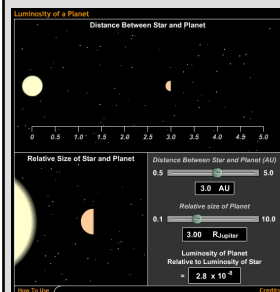 Luminosity of a Planet
Distance Between Star and Planet
0 .5 1.0 1.5 2.0 2.5 3.0 3.5 4.0 4.5 5.0
Relative Size of Star and Planet
Distance Between Star and Planet (AU)
0.5 5.0
3.0 AU
Relative size of Planet
0.1 10.0
3.00 RJupiter
Luminosity of Planet
Relative to Luminosity of Star
= 2.8 x 10⁻⁸
How To Use
Credits